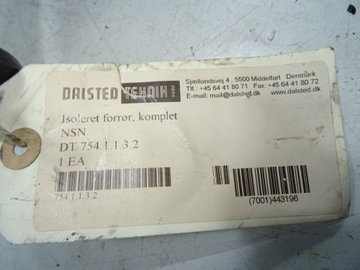 DALSTED TEKNIK
Sjællandsvej 4 . 5500 Middelfart Denmark
Tlf.: +45 64 41 80 71 Fax: +45 64 41 80 72
E-mail: mail@dalsted.dk www.dalsted.dk
Isoleret forrør, komplet
NSN
DT 754.1.1.3.2
1 EA
754.1.1.3.2
(7001)443196